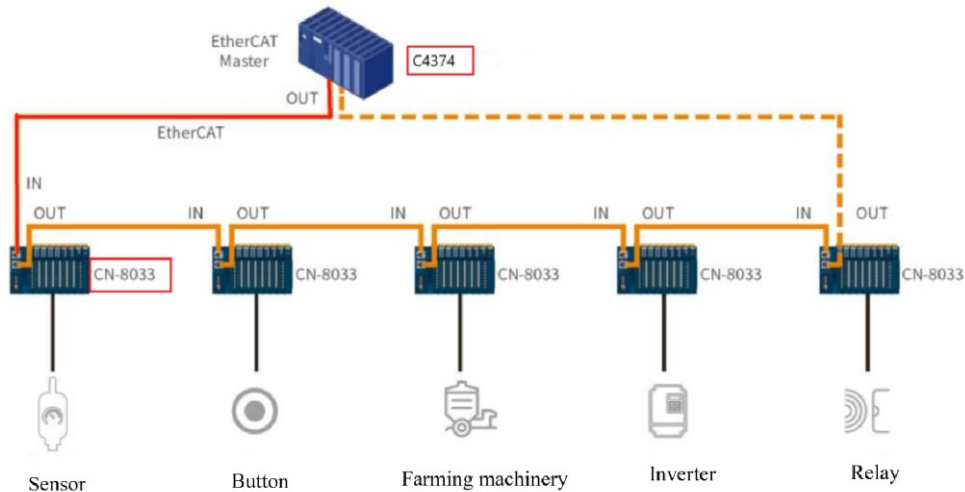 EtherCAT
Master
C4374
OUT
EtherCAT
IN
OUT
IN
OUT
IN
OUT
IN
OUT
IN
OUT
CN-8033
CN-8033
CN-8033
CN-8033
CN-8033
Sensor
Button
Farming machinery
Inverter
Relay